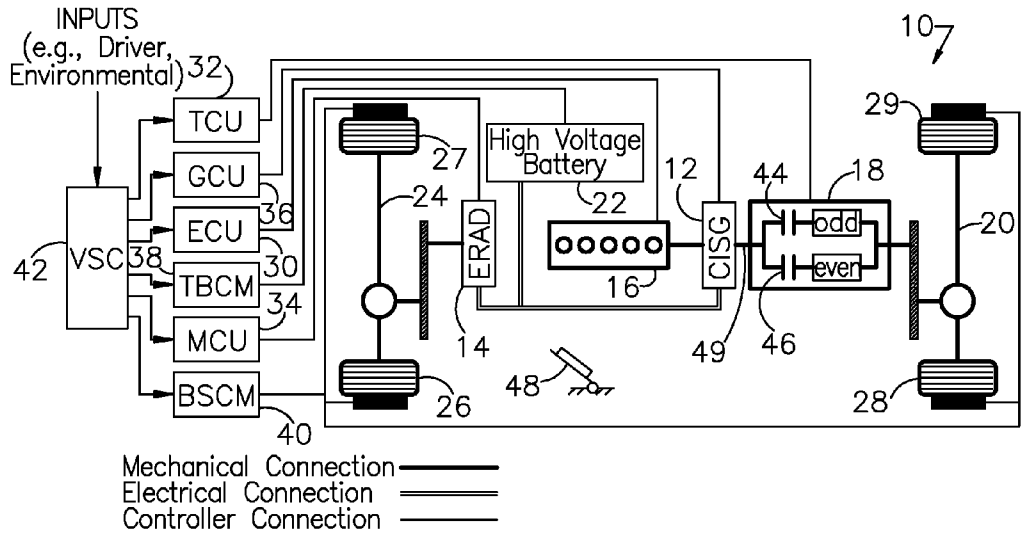 INPUTS
(e.g., Driver,
Environmental)
10
32
TCU
29
27
High Voltage
Battery
GCU
36
24
22
12
44
18
odd
ECU
30
ERAD
CISG
20
42
VSC
38
16
even
TBCM
34
14
49
46
MCU
48
26
28
BSCM
40
Mechanical Connection
Electrical Connection
Controller Connection